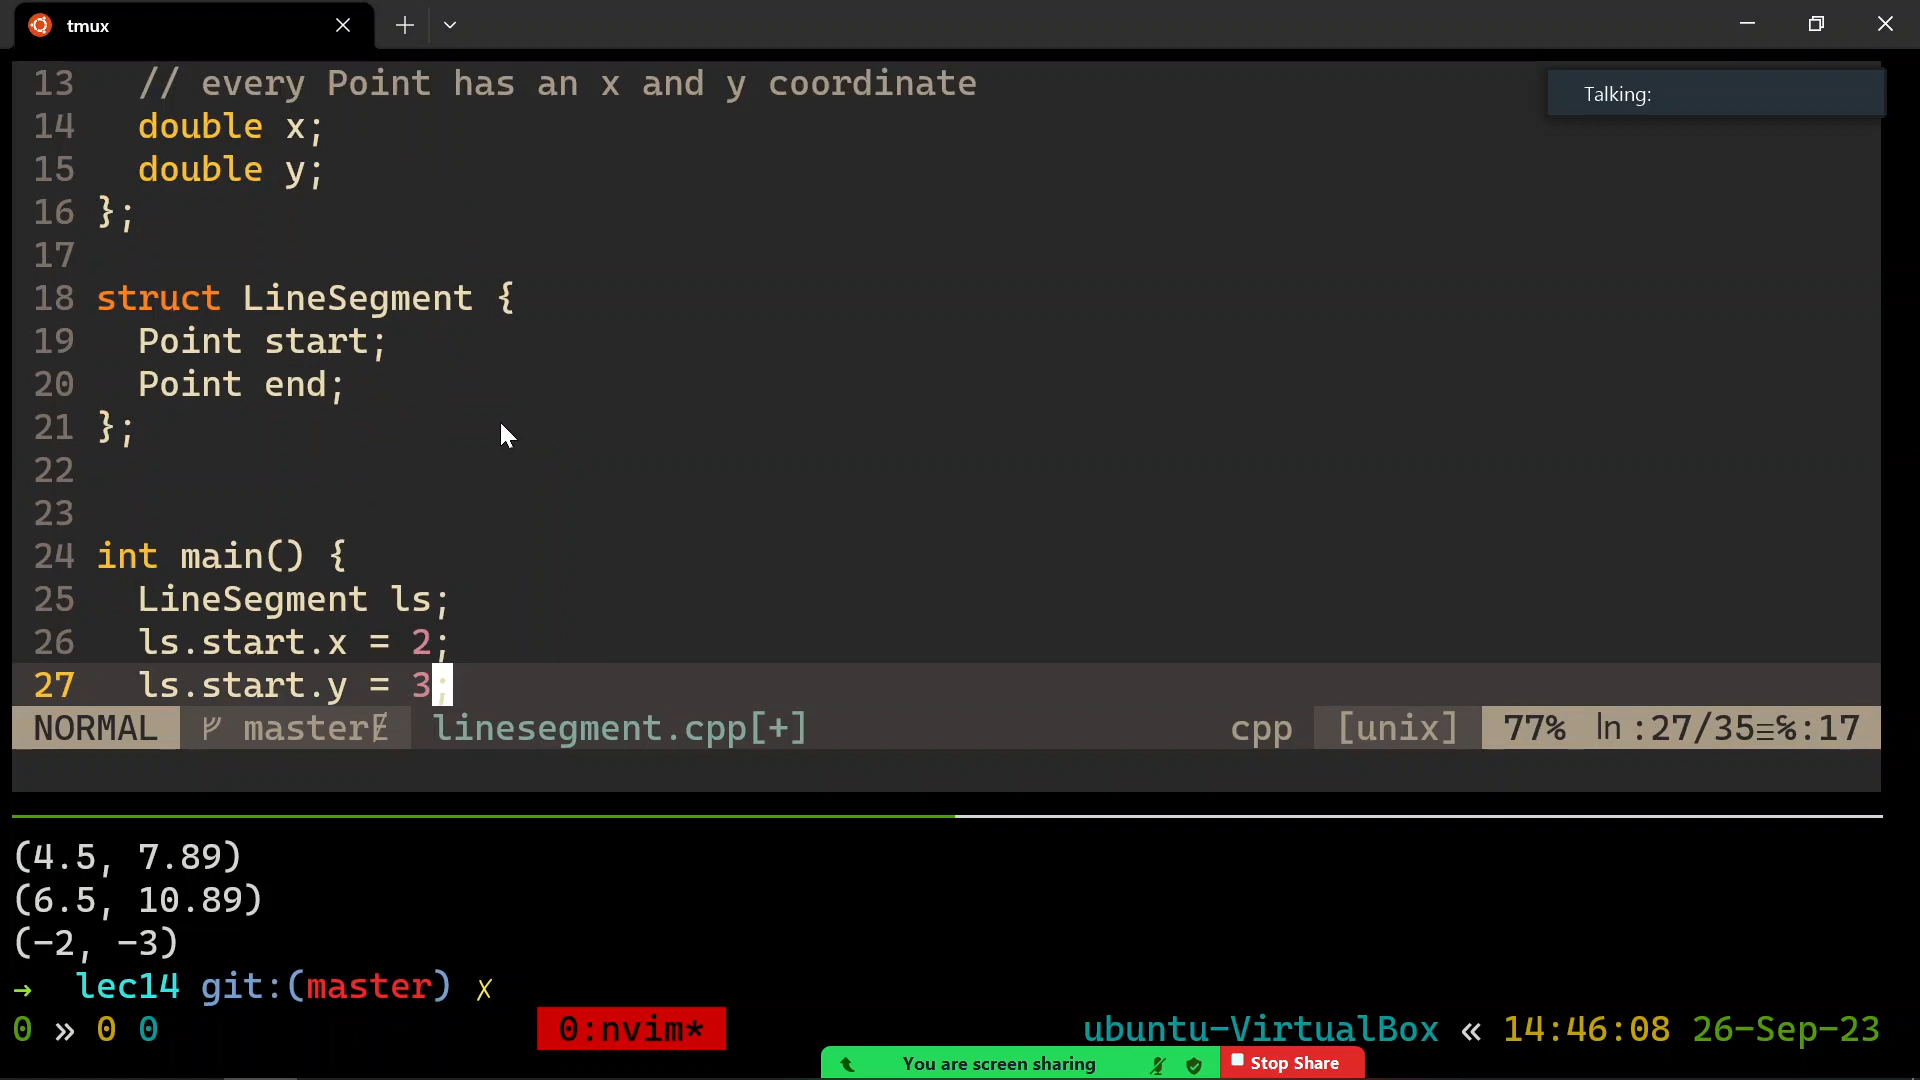 tmux
13 // every Point has an x and y coordinate
Talking:
14 double x;
15 double y;
16 };
17
18 struct LineSegment {
19 Point start;
20 Point end;
21 };
22
23
24 int main() {
25 LineSegment ls;
26 ls.start.x = 2;
27 ls.start.y = 3;
NORMAL master linesegment.cpp[+] cpp [unix] 77% ln :27/35 :17
(4.5, 7.89)
(6.5, 10.89)
(-2, -3)
→ lec14 git:(master) ✗
0 » 0 0 0:nvim* ubuntu-VirtualBox « 14:46:08 26-Sep-23
You are screen sharing Stop Share